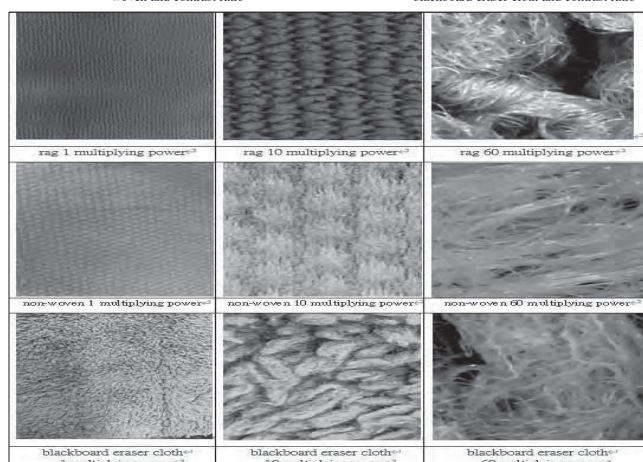 rag 1 multiplying power↵ rag 10 multiplying power↵ rag 60 multiplying power↵
non-woven 1 multiplying power↵ non-woven 10 multiplying power↵ non-woven 60 multiplying power↵
blackboard eraser cloth↵ blackboard eraser cloth↵ blackboard eraser cloth↵